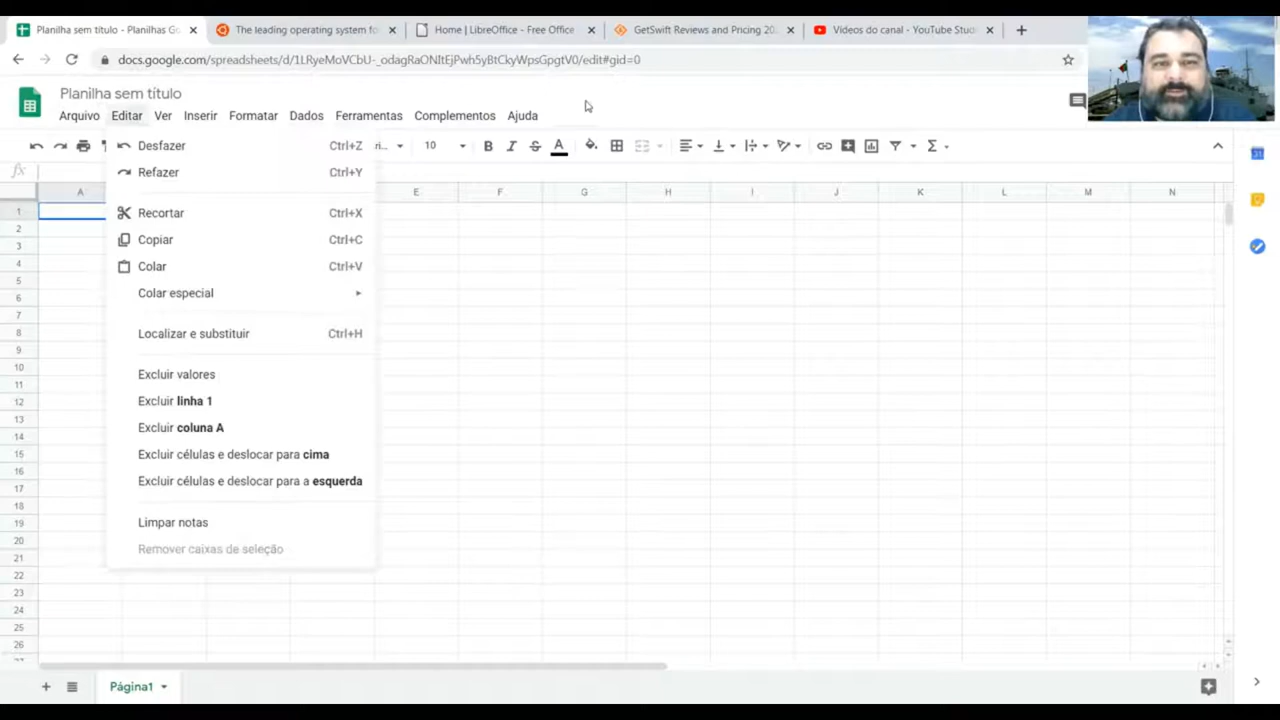 Planilha sem título - Planilhas Go
The leading operating system fo
Home | LibreOffice - Free Office
GetSwift Reviews and Pricing 202
Vídeos do canal - YouTube Stud
docs.google.com/spreadsheets/d/1LRyeMoVCbU-_odagRaONItEjPwh5yBtCkyWpsGpgtV0/edit#gid=0
Planilha sem título
Arquivo Editar Ver Inserir Formatar Dados Ferramentas Complementos Ajuda
10 B I S A Σ
fx
A E F G H I J K L M N
Desfazer Ctrl+Z
Refazer Ctrl+Y
Recortar Ctrl+X
Copiar Ctrl+C
Colar Ctrl+V
Colar especial
Localizar e substituir Ctrl+H
Excluir valores
Excluir linha 1
Excluir coluna A
Excluir células e deslocar para cima
Excluir células e deslocar para a esquerda
Limpar notas
Remover caixas de seleção
1
2
3
4
5
6
7
8
9
10
11
12
13
14
15
16
17
18
19
20
21
22
23
24
25
26
31
Página1